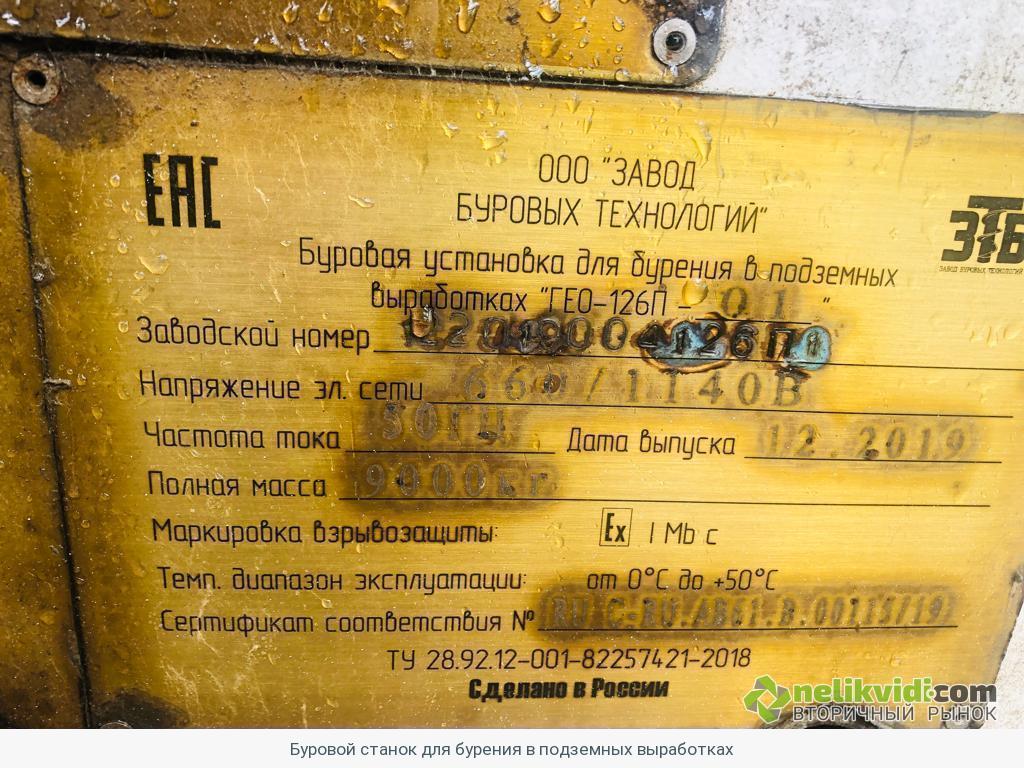 EAC
ООО "ЗАВОД
БУРОВЫХ ТЕХНОЛОГИЙ"
ЗТБ
ЗАВОД БУРОВЫХ ТЕХНОЛОГИЙ
Буровая установка для бурения в подземных
выработках "ГЕО-126П - 01 "
Заводской номер
Напряжение эл. сети 660/1140В
Частота тока 50ГЦ Дата выпуска 12.2019
Полная масса 9000кг
Маркировка взрывозащиты: Ex I Mb c
Темп. диапазон эксплуатации: от 0°С до +50°С
Сертификат соответствия №
ТУ 28.92.12-001-82257421-2018
Сделано в России
nelikvidi.com
ВТОРИЧНЫЙ РЫНОК
Буровой станок для бурения в подземных выработках